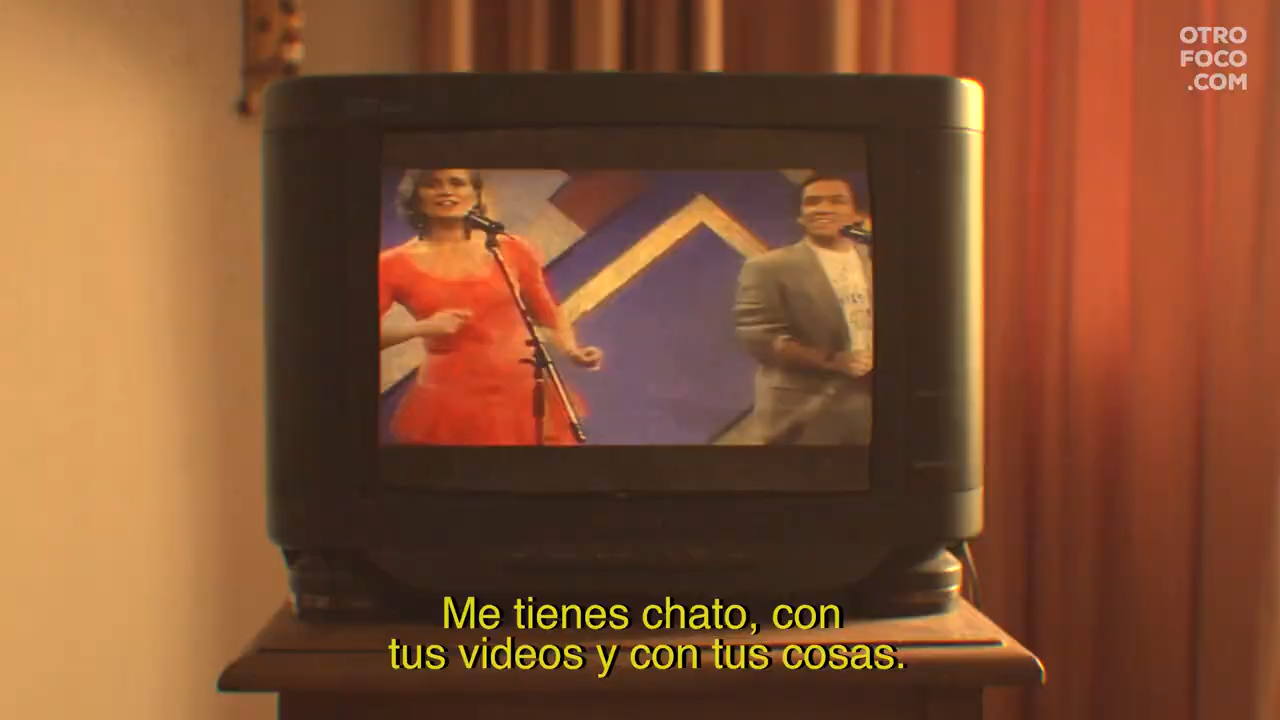 OTRO
FOCO
.COM
Me tienes chato, con
tus videos y con tus cosas.